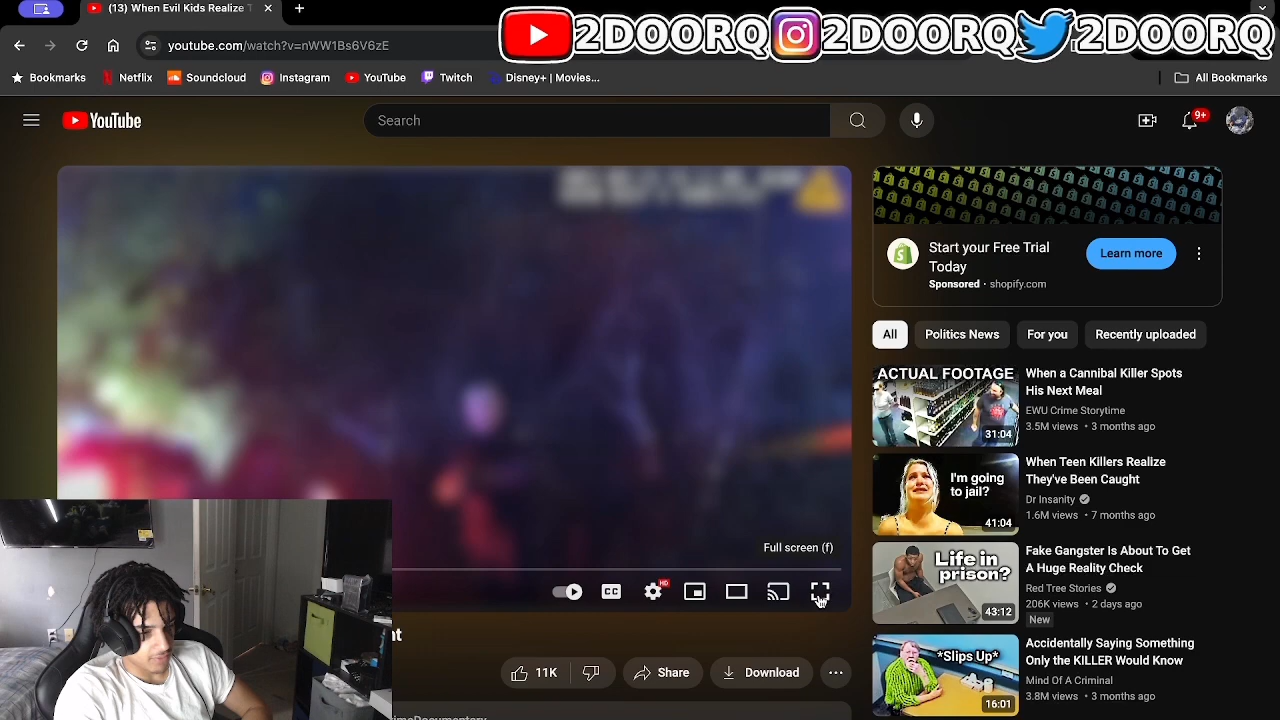 (13) When Evil Kids Realize T
youtube.com/watch?v=nWW1Bs6V6zE
2DOORQ 2DOORQ 2DOORQ
Bookmarks Netflix Soundcloud Instagram YouTube Twitch Disney+ | Movies... All Bookmarks
YouTube
Search
9+
Start your Free Trial
Today
Learn more
Sponsored · shopify.com
All Politics News For you Recently uploaded
ACTUAL FOOTAGE
31:04
When a Cannibal Killer Spots
His Next Meal
EWU Crime Storytime
3.5M views · 3 months ago
I'm going
to jail?
41:04
When Teen Killers Realize
They've Been Caught
Dr Insanity
1.6M views · 7 months ago
Life in
prison?
43:12
Fake Gangster Is About To Get
A Huge Reality Check
Red Tree Stories
206K views · 2 days ago
New
*Slips Up*
16:01
Accidentally Saying Something
Only the KILLER Would Know
Mind Of A Criminal
3.8M views · 3 months ago
Full screen (f)
CC
HD
11K Share Download